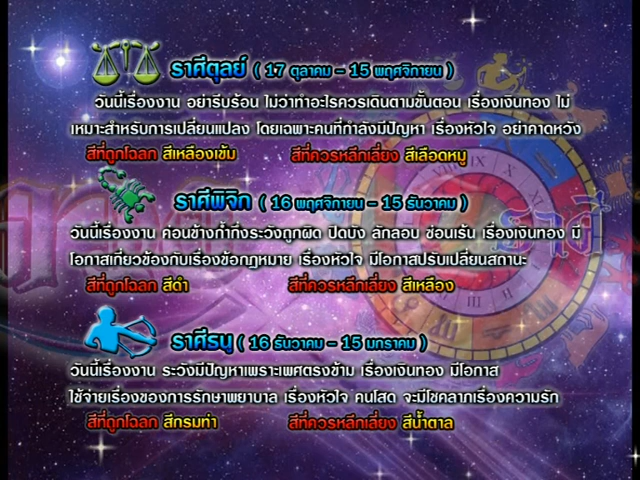 ราศีตุลย์ ( 17 ตุลาคม – 15 พฤศจิกายน )
วันนี้เรื่องงาน อย่ารีบร้อน ไม่ว่าทำอะไรควรเดินตามขั้นตอน เรื่องเงินทอง ไม่
เหมาะสำหรับการเปลี่ยนแปลง โดยเฉพาะคนที่กำลังมีปัญหา เรื่องหัวใจ อย่าคาดหวัง
สีที่ถูกโฉลก สีเหลืองเข้ม สีที่ควรหลีกเลี่ยง สีเลือดหมู
ราศีพิจิก ( 16 พฤศจิกายน – 15 ธันวาคม )
วันนี้เรื่องงาน ค่อนข้างก้ำกึ่งระวังถูกผิด ปิดบัง ลักลอบ ซ่อนเร้น เรื่องเงินทอง มี
โอกาสเกี่ยวข้องกับเรื่องข้อกฎหมาย เรื่องหัวใจ มีโอกาสปรับเปลี่ยนสถานะ
สีที่ถูกโฉลก สีดำ สีที่ควรหลีกเลี่ยง สีเหลือง
ราศีธนู ( 16 ธันวาคม – 15 มกราคม )
วันนี้เรื่องงาน ระวังมีปัญหาเพราะเพศตรงข้าม เรื่องเงินทอง มีโอกาส
ใช้จ่ายเรื่องของการรักษาพยาบาล เรื่องหัวใจ คนโสด จะมีโชคลาภเรื่องความรัก
สีที่ถูกโฉลก สีกรมท่า สีที่ควรหลีกเลี่ยง สีน้ำตาล